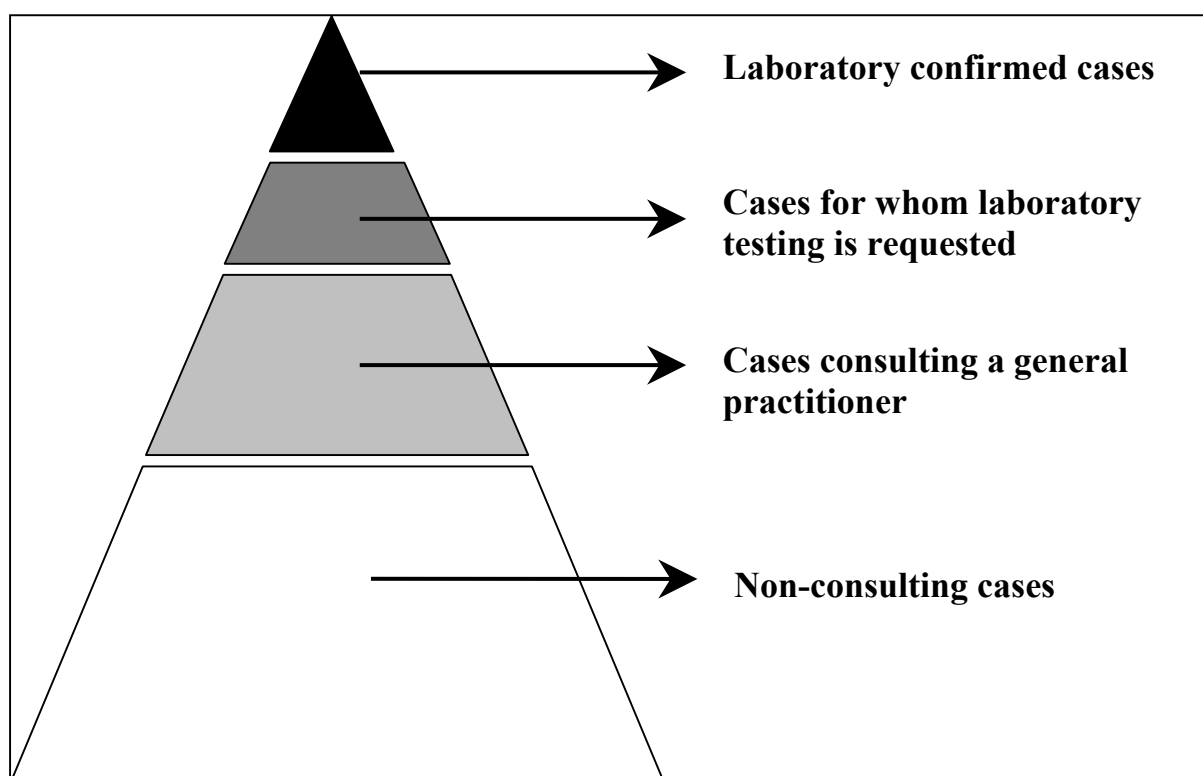 Laboratory confirmed cases
Cases for whom laboratory
testing is requested
Cases consulting a general
practitioner
Non-consulting cases